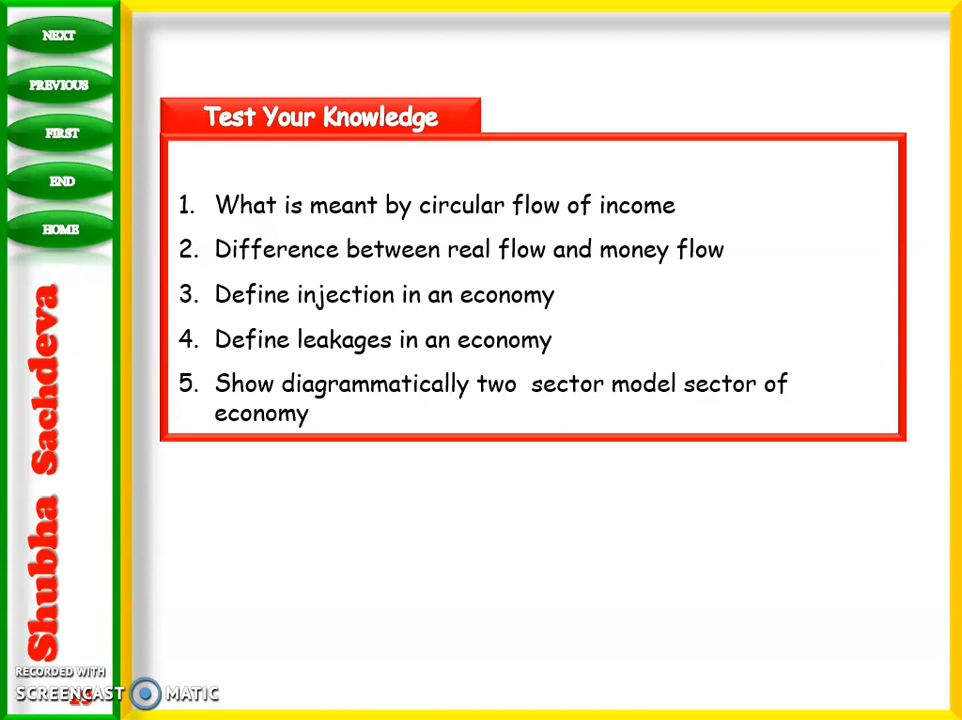 NEXT
PREVIOUS
FIRST
END
HOME
Shubha Sachdeva
Test Your Knowledge
1. What is meant by circular flow of income
2. Difference between real flow and money flow
3. Define injection in an economy
4. Define leakages in an economy
5. Show diagrammatically two sector model sector of
economy
RECORDED WITH
SCREENCAST MATIC